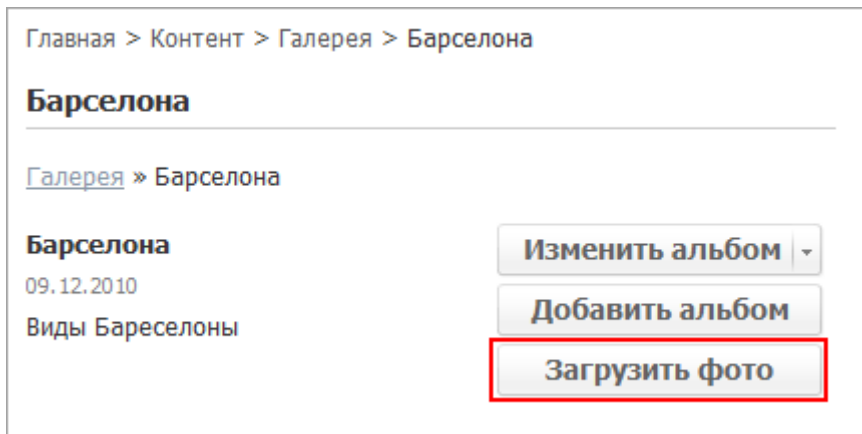 Главная > Контент > Галерея > Барселона
Барселона
Галерея » Барселона
Барселона
09.12.2010
Виды Бареселоны
Изменить альбом
Добавить альбом
Загрузить фото